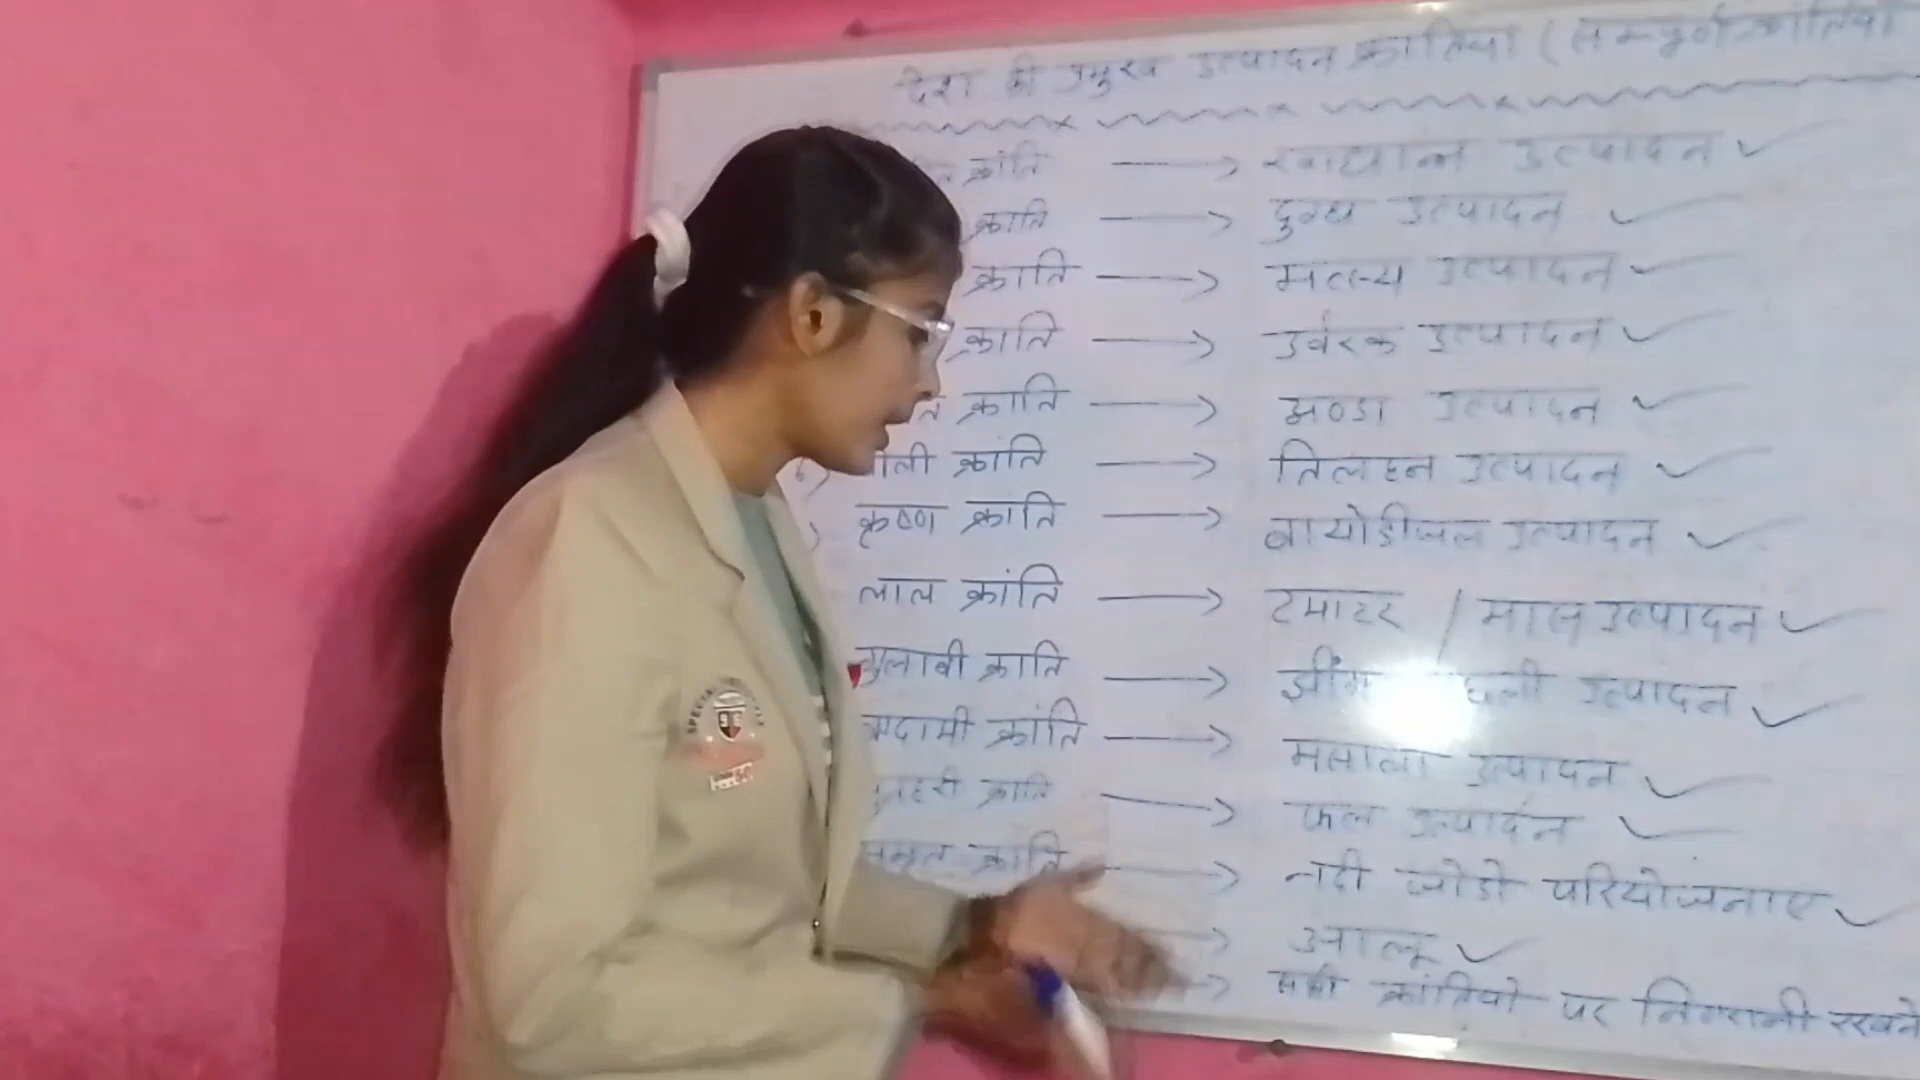 देश की प्रमुख उत्पादन क्रांतिया (सम्पूर्ण क्रांतियाँ
क्रांति → खाद्यान्न उत्पादन ✓
क्रांति → दुग्ध उत्पादन ✓
क्रांति → मत्स्य उत्पादन ✓
क्रांति → उर्वरक उत्पादन ✓
क्रांति → अण्डा उत्पादन ✓
क्रांति → तिलहन उत्पादन ✓
कृष्ण क्रांति → बायोडीजल उत्पादन ✓
लाल क्रांति → टमाटर / मास उत्पादन ✓
गुलाबी क्रांति → उत्पादन ✓
बादामी क्रांति → मसाला उत्पादन ✓
क्रांति → फल उत्पादन ✓
क्रांति → नदी जोडो परियोजनाए ✓
→ आलू ✓
→ सभी क्रांतियो पर निगरानी रखने